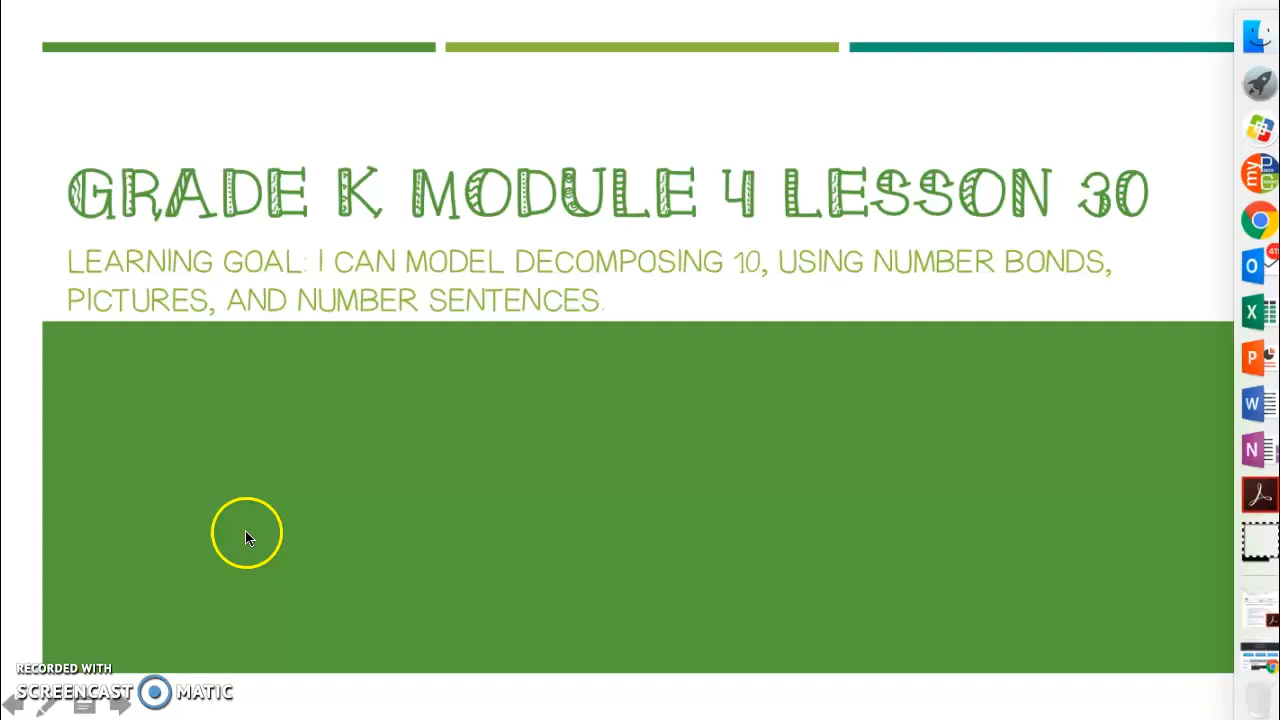 GRADE K MODULE 4 LESSON 30
LEARNING GOAL: I CAN MODEL DECOMPOSING 10, USING NUMBER BONDS,
PICTURES, AND NUMBER SENTENCES.
RECORDED WITH
SCREENCAST MATIC